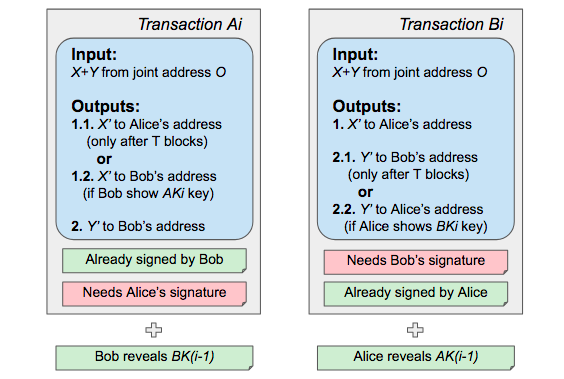 Transaction Ai
Input:
X+Y from joint address O
Outputs:
1.1. X' to Alice's address
(only after T blocks)
or
1.2. X' to Bob's address
(if Bob show AKi key)
2. Y' to Bob's address
Already signed by Bob
Needs Alice's signature
Bob reveals BK(i-1)
Transaction Bi
Input:
X+Y from joint address O
Outputs:
1. X' to Alice's address
2.1. Y' to Bob's address
(only after T blocks)
or
2.2. Y' to Alice's address
(if Alice shows BKi key)
Needs Bob's signature
Already signed by Alice
Alice reveals AK(i-1)